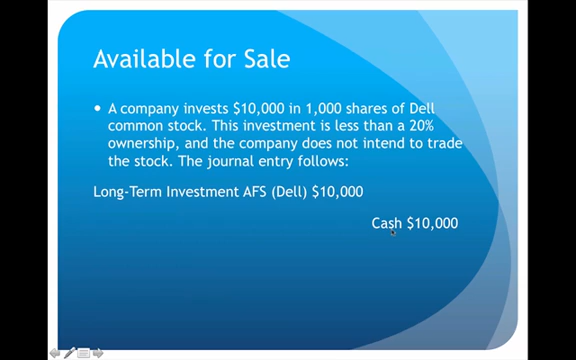 Available for Sale
• A company invests $10,000 in 1,000 shares of Dell
common stock. This investment is less than a 20%
ownership, and the company does not intend to trade
the stock. The journal entry follows:
Long-Term Investment AFS (Dell) $10,000
Cash $10,000